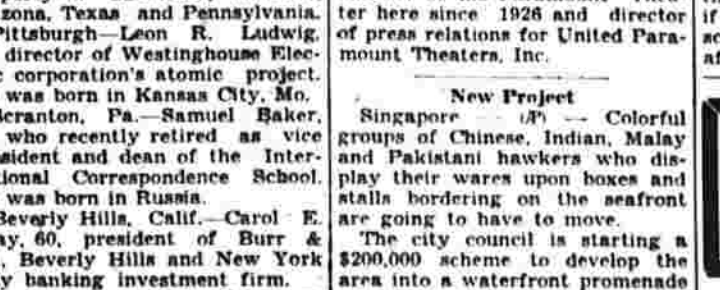 zona, Texas and Pennsylvania.
Pittsburgh—Leon R. Ludwig,
director of Westinghouse Elec-
corporation's atomic project.
was born in Kansas City, Mo.
Scranton, Pa.—Samuel Baker,
who recently retired as vice
sident and dean of the Inter-
ional Correspondence School.
was born in Russia.
Beverly Hills, Calif.—Carol E.
ay, 60, president of Burr &
, Beverly Hills and New York
y banking investment firm.
ter here since 1926 and director
of press relations for United Para-
mount Theaters, Inc.
New Project
Singapore (AP) — Colorful
groups of Chinese, Indian, Malay
and Pakistani hawkers who dis-
play their wares upon boxes and
stalls bordering on the seafront
are going to have to move.
The city council is starting a
$200,000 scheme to develop the
area into a waterfront promenade
if